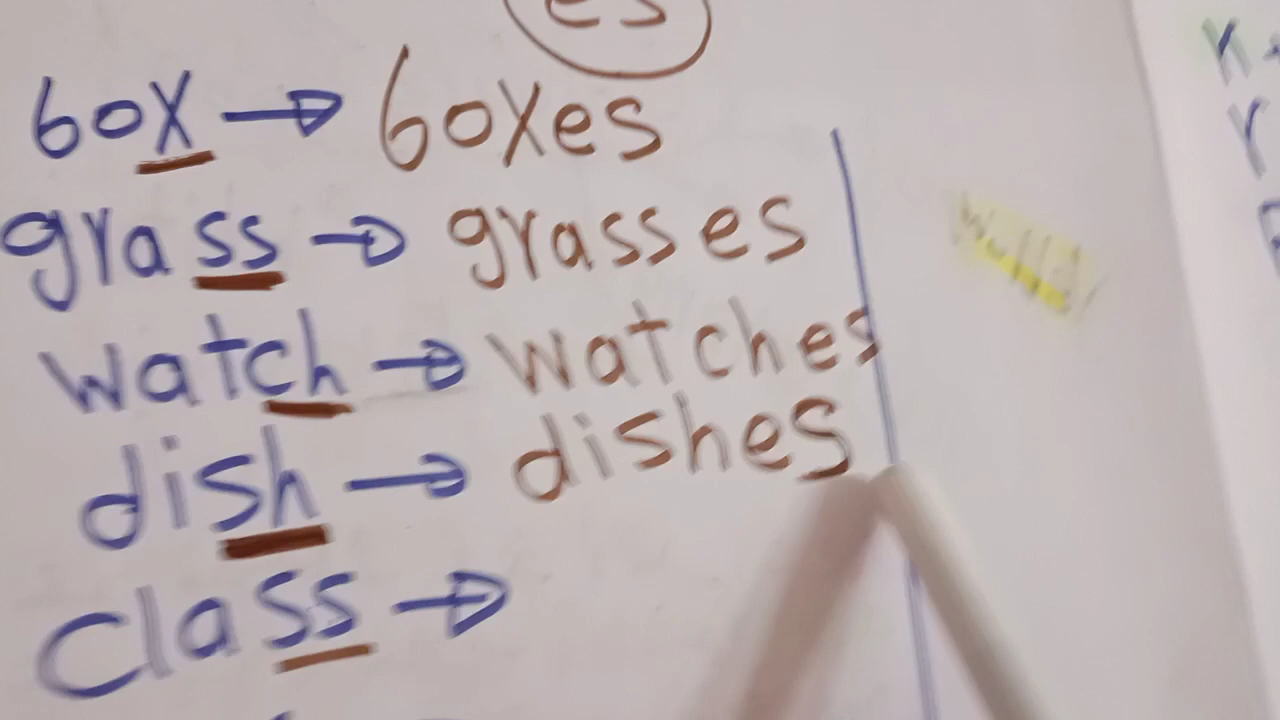 es
box → boxes
grass → grasses
watch → watches
dish → dishes
class →